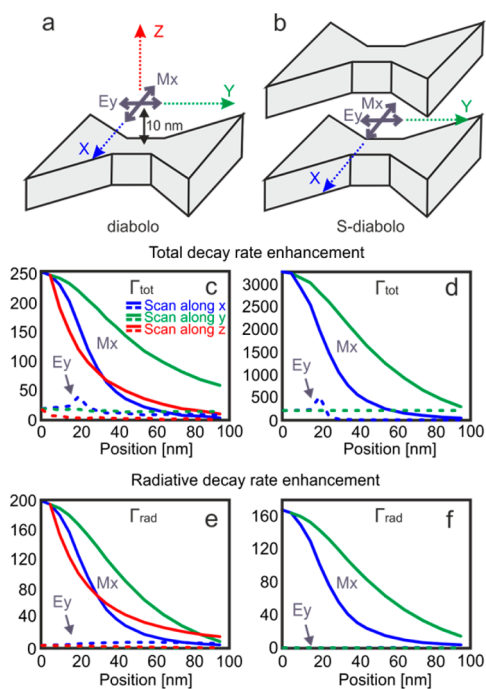 a
Z
Mx
Ey
Y
10 nm
X
diabolo
b
Mx
Ey
Y
X
S-diabolo
Total decay rate enhancement
250
200
150
100
50
0
Γtot
c
Scan along x
Scan along y
Scan along z
Ey
Mx
0 20 40 60 80 100
Position [nm]
3000
2500
2000
1500
1000
500
0
Γtot
d
Mx
Ey
0 20 40 60 80 100
Position [nm]
Radiative decay rate enhancement
200
160
120
80
40
0
Γrad
e
Mx
Ey
0 20 40 60 80 100
Position [nm]
160
120
80
40
0
Γrad
f
Mx
Ey
0 20 40 60 80 100
Position [nm]